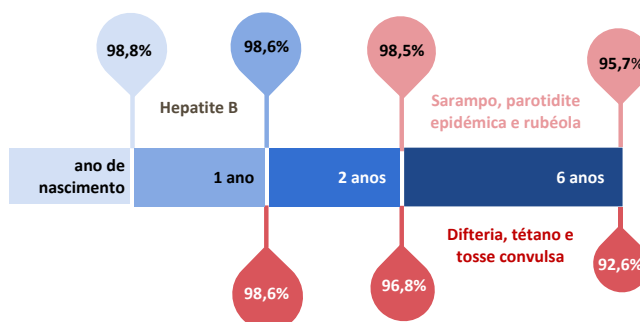 98,8%
98,6%
98,5%
95,7%
Hepatite B
Sarampo, parotidite
epidémica e rubéola
ano de
nascimento
1 ano
2 anos
6 anos
Difteria, tétano e
tosse convulsa
98,6%
96,8%
92,6%